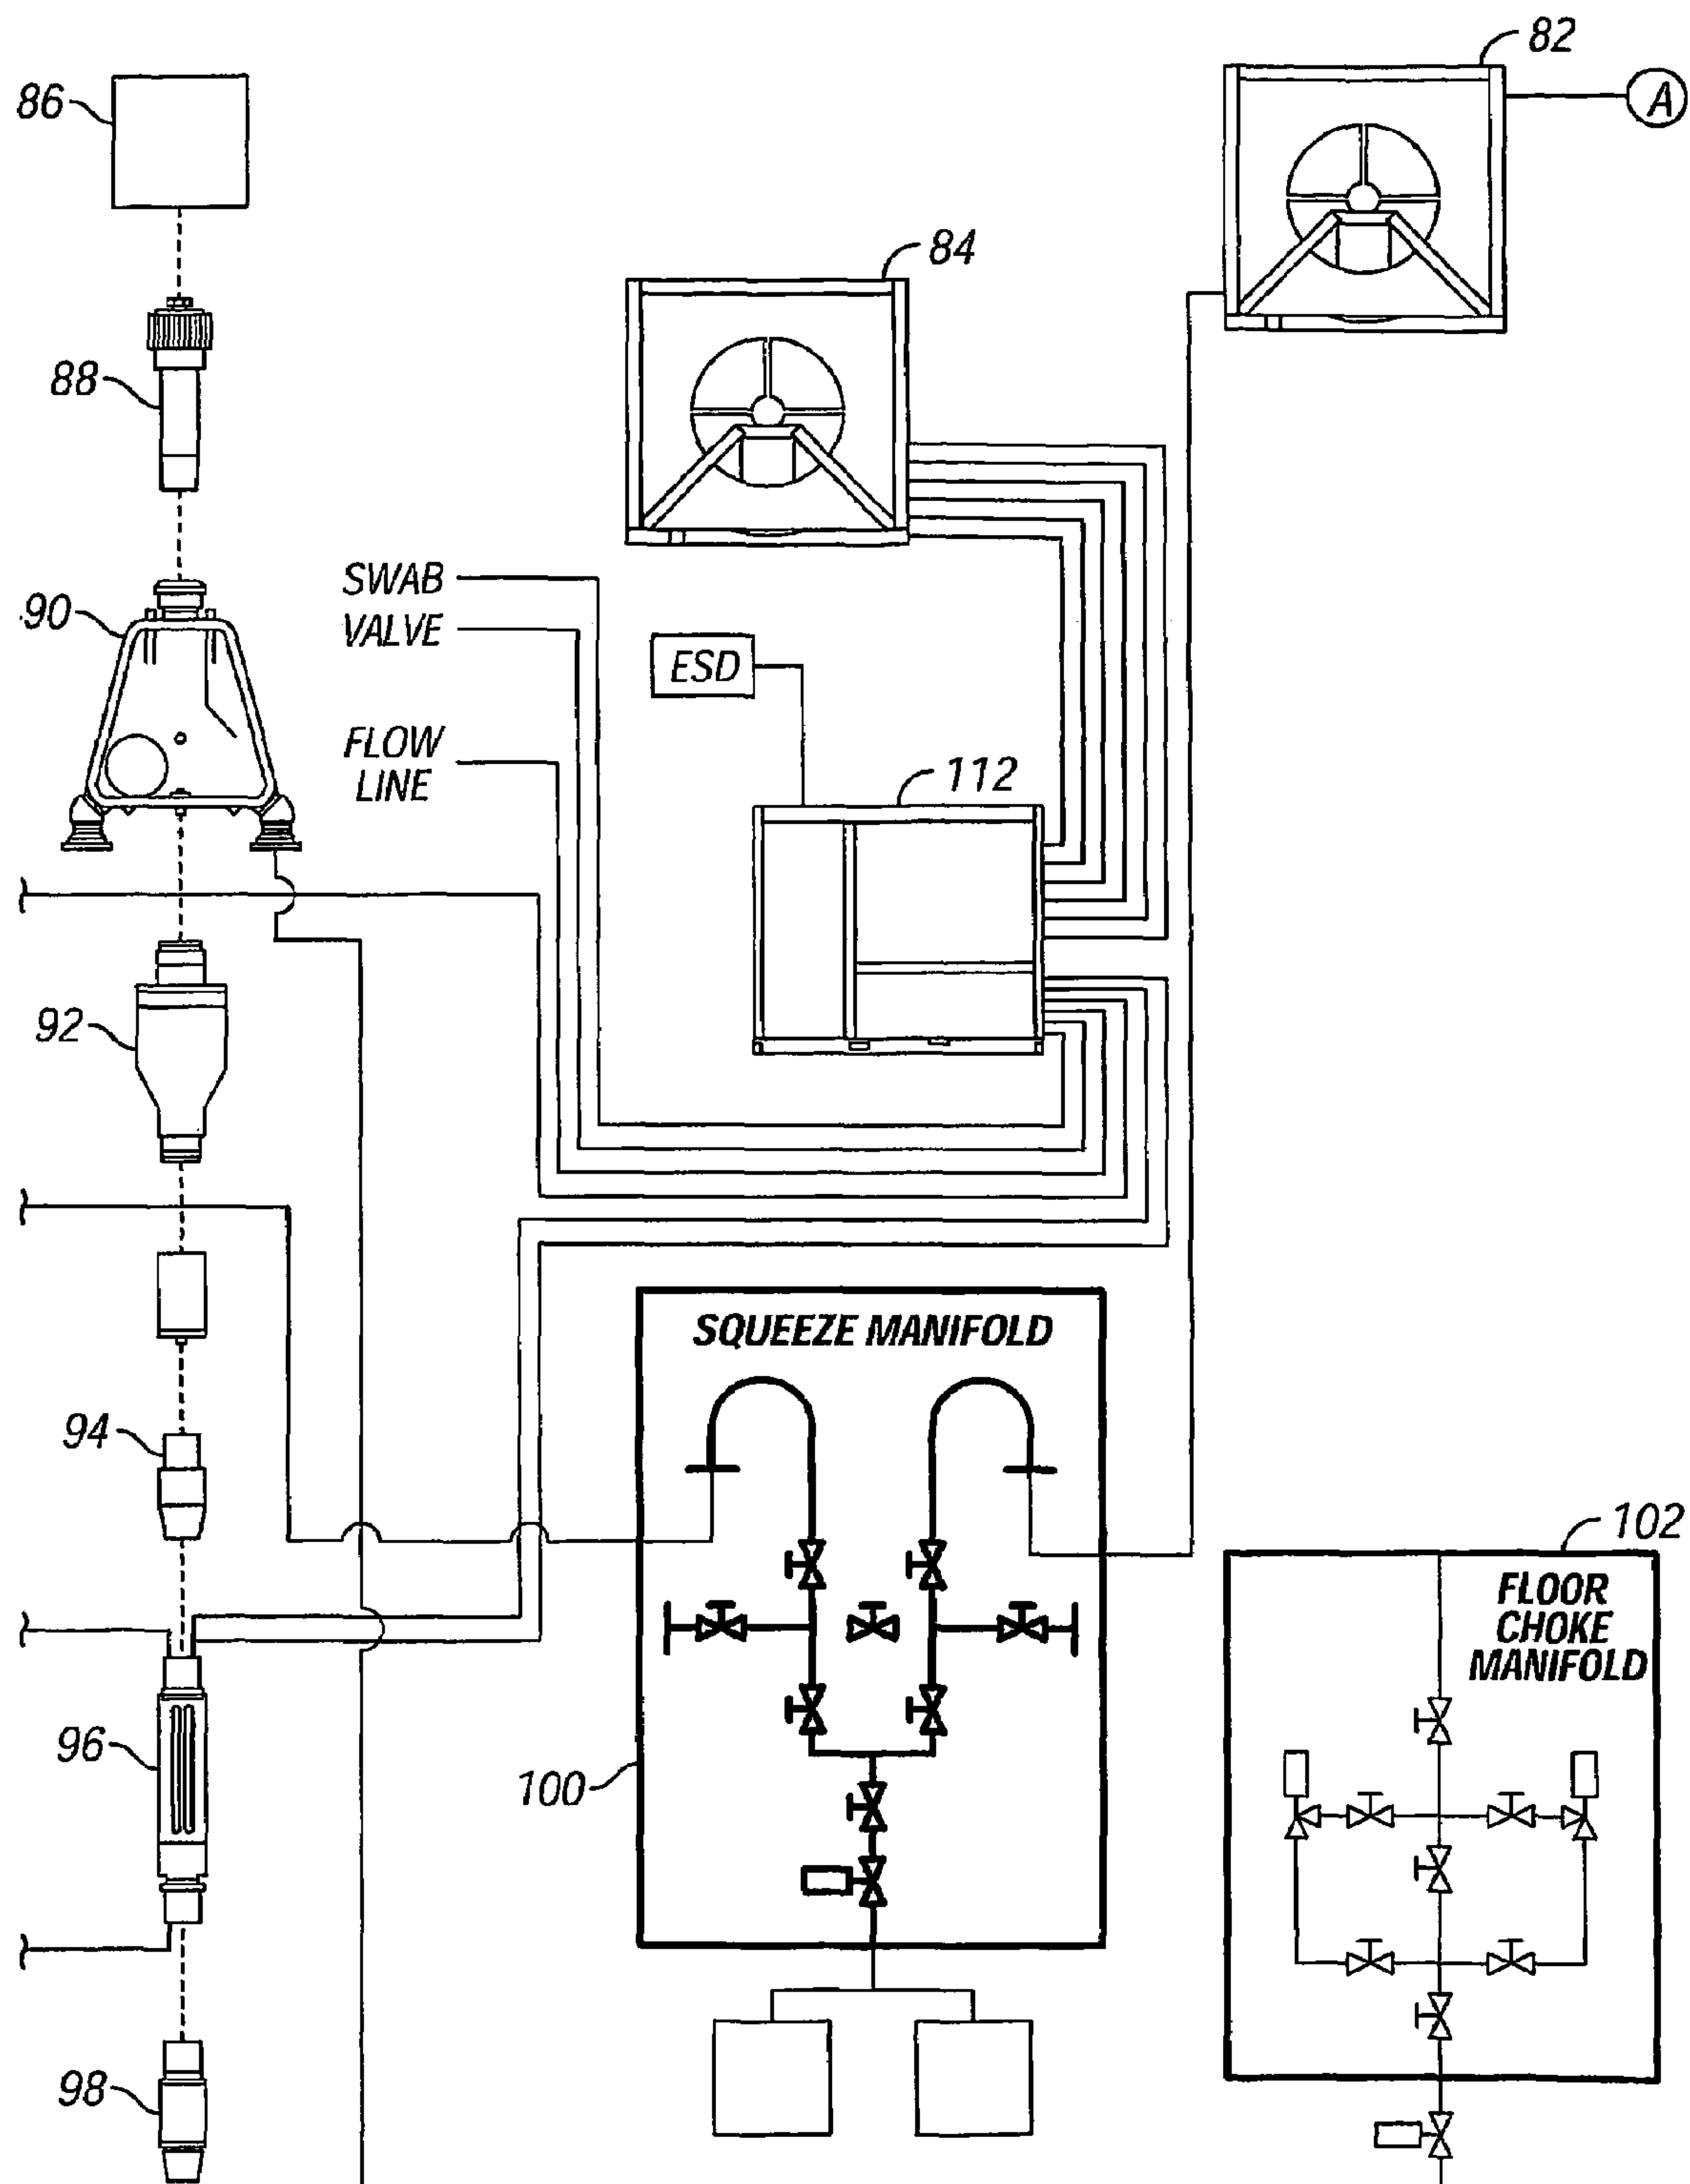 82
A
86
84
88
90
SWAB
VALVE
ESD
FLOW
LINE
112
92
SQUEEZE MANIFOLD
94
102
FLOOR
CHOKE
MANIFOLD
96
100
98